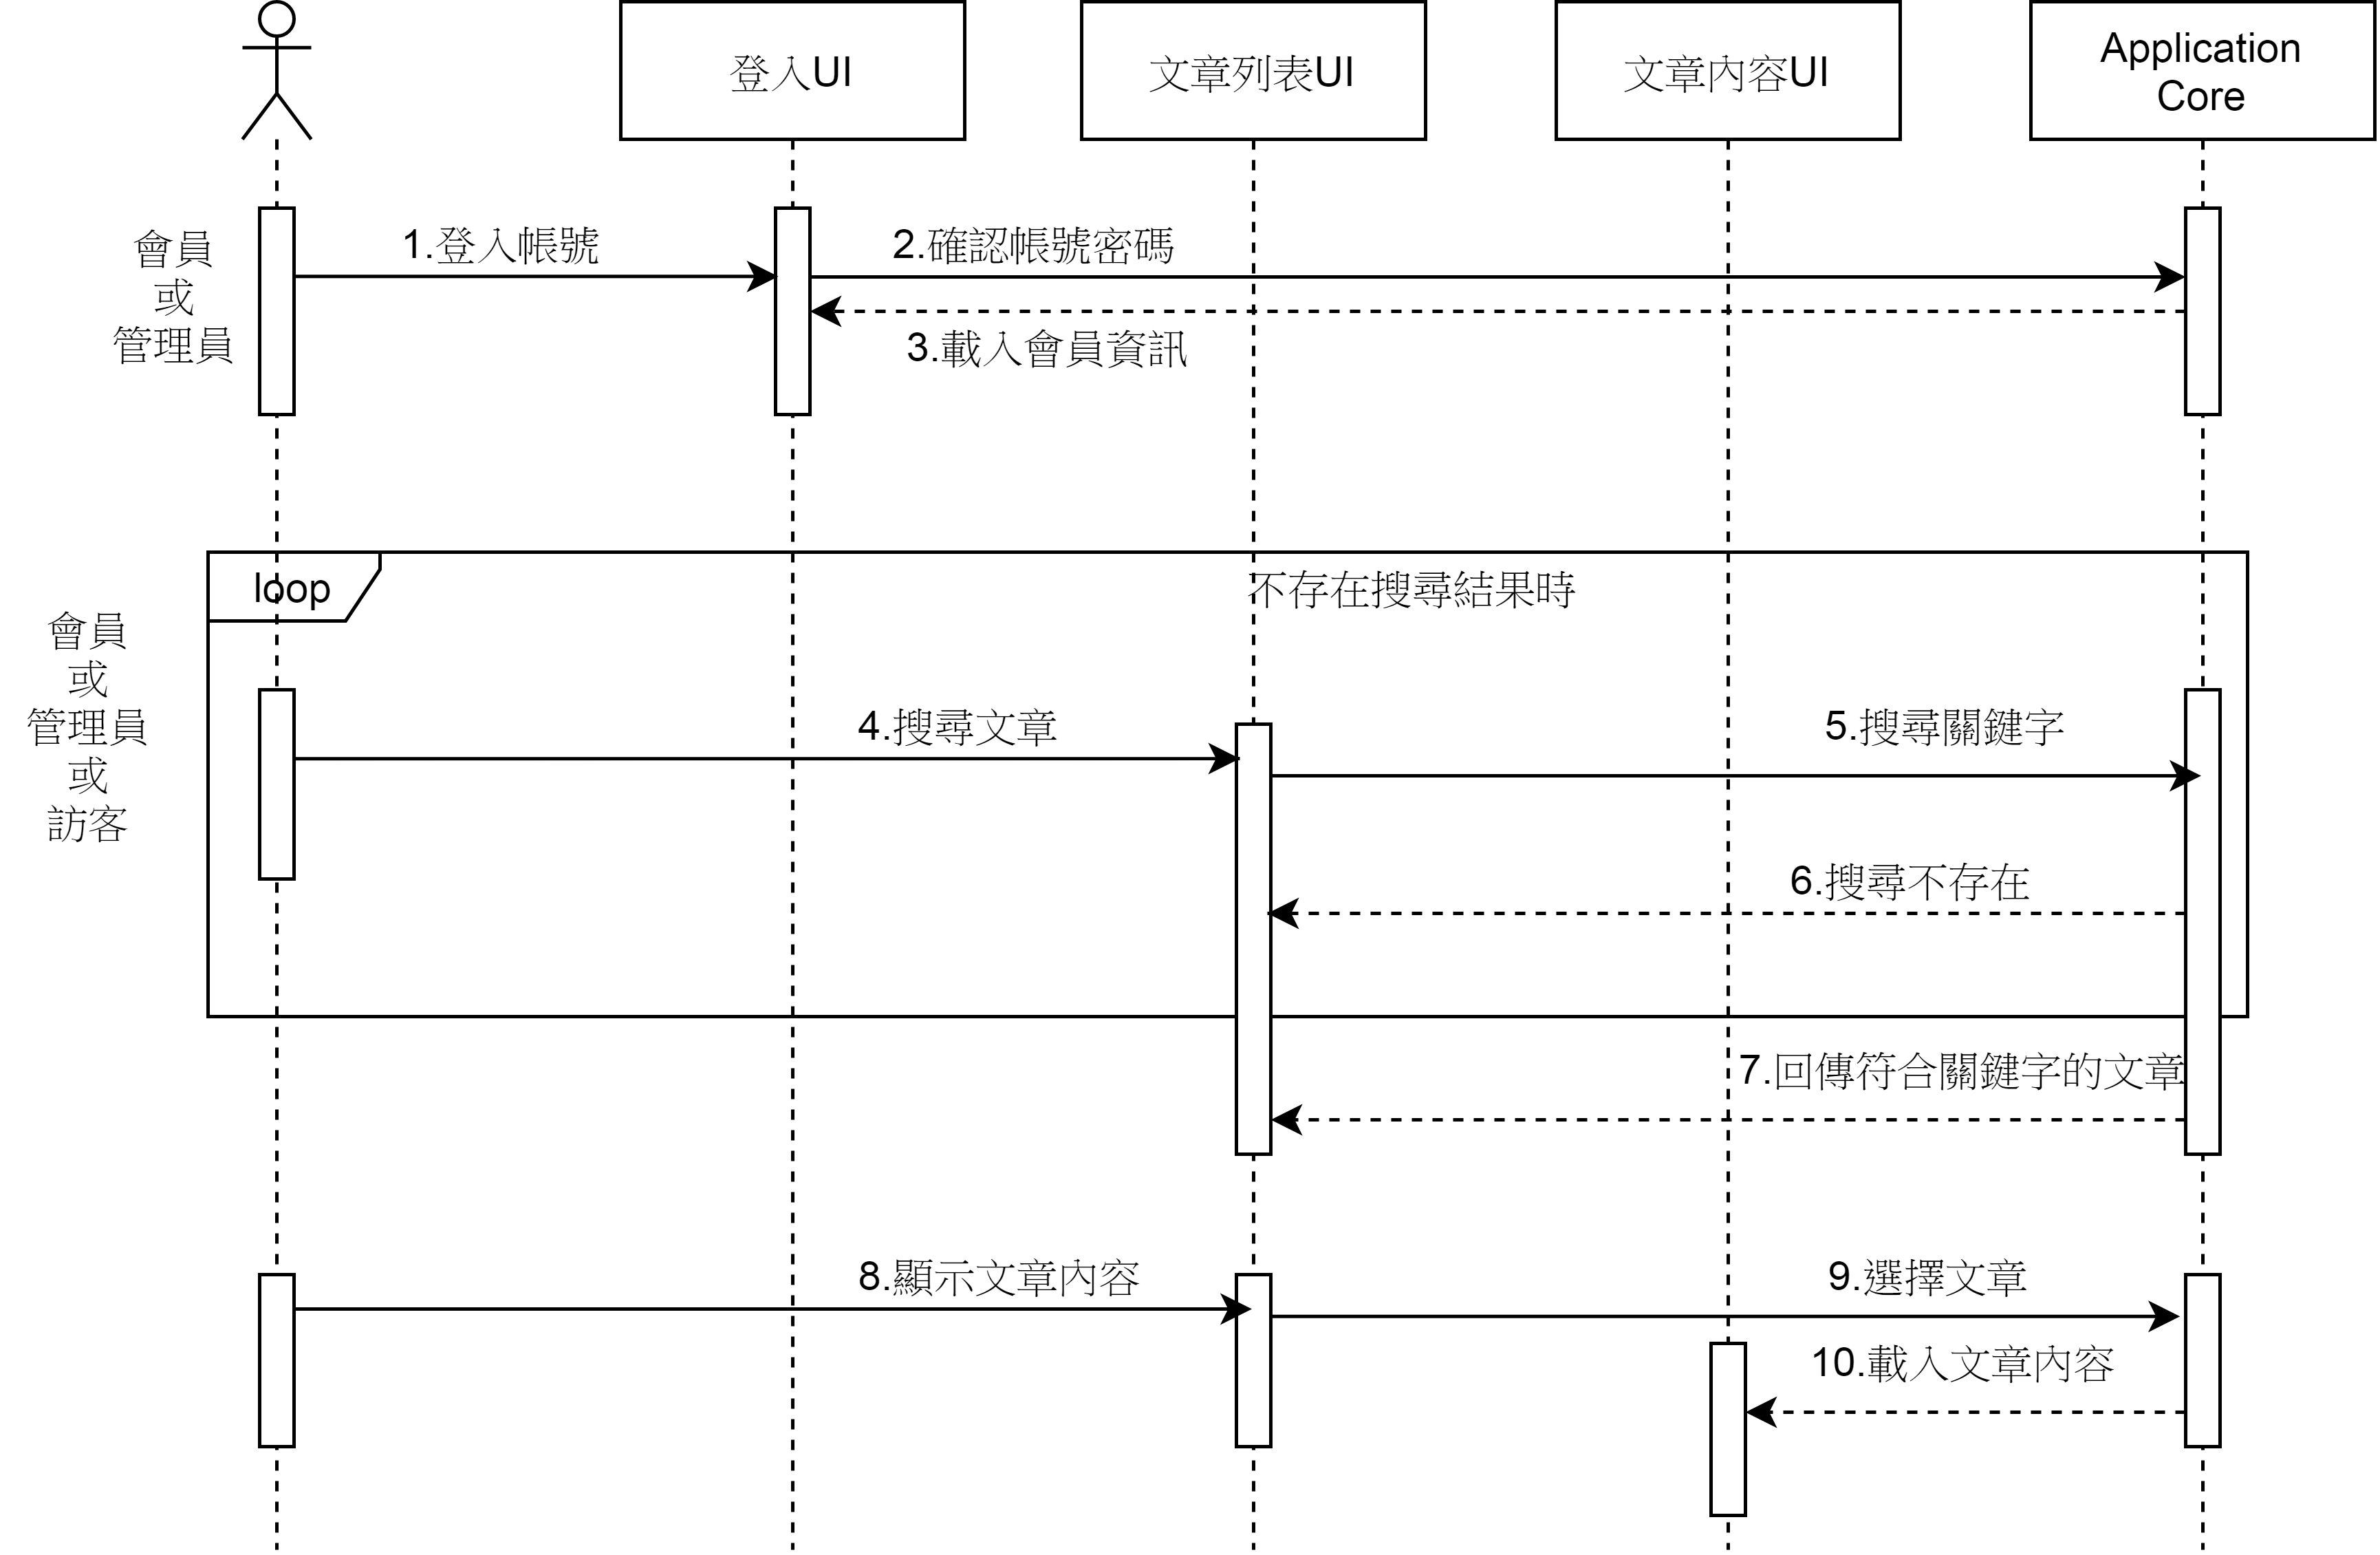 登入UI
文章列表UI
文章內容UI
Application
Core
會員
或
管理員
1.登入帳號
2.確認帳號密碼
3.載入會員資訊
loop
不存在搜尋結果時
會員
或
管理員
或
訪客
4.搜尋文章
5.搜尋關鍵字
6.搜尋不存在
7.回傳符合關鍵字的文章
8.顯示文章內容
9.選擇文章
10.載入文章內容